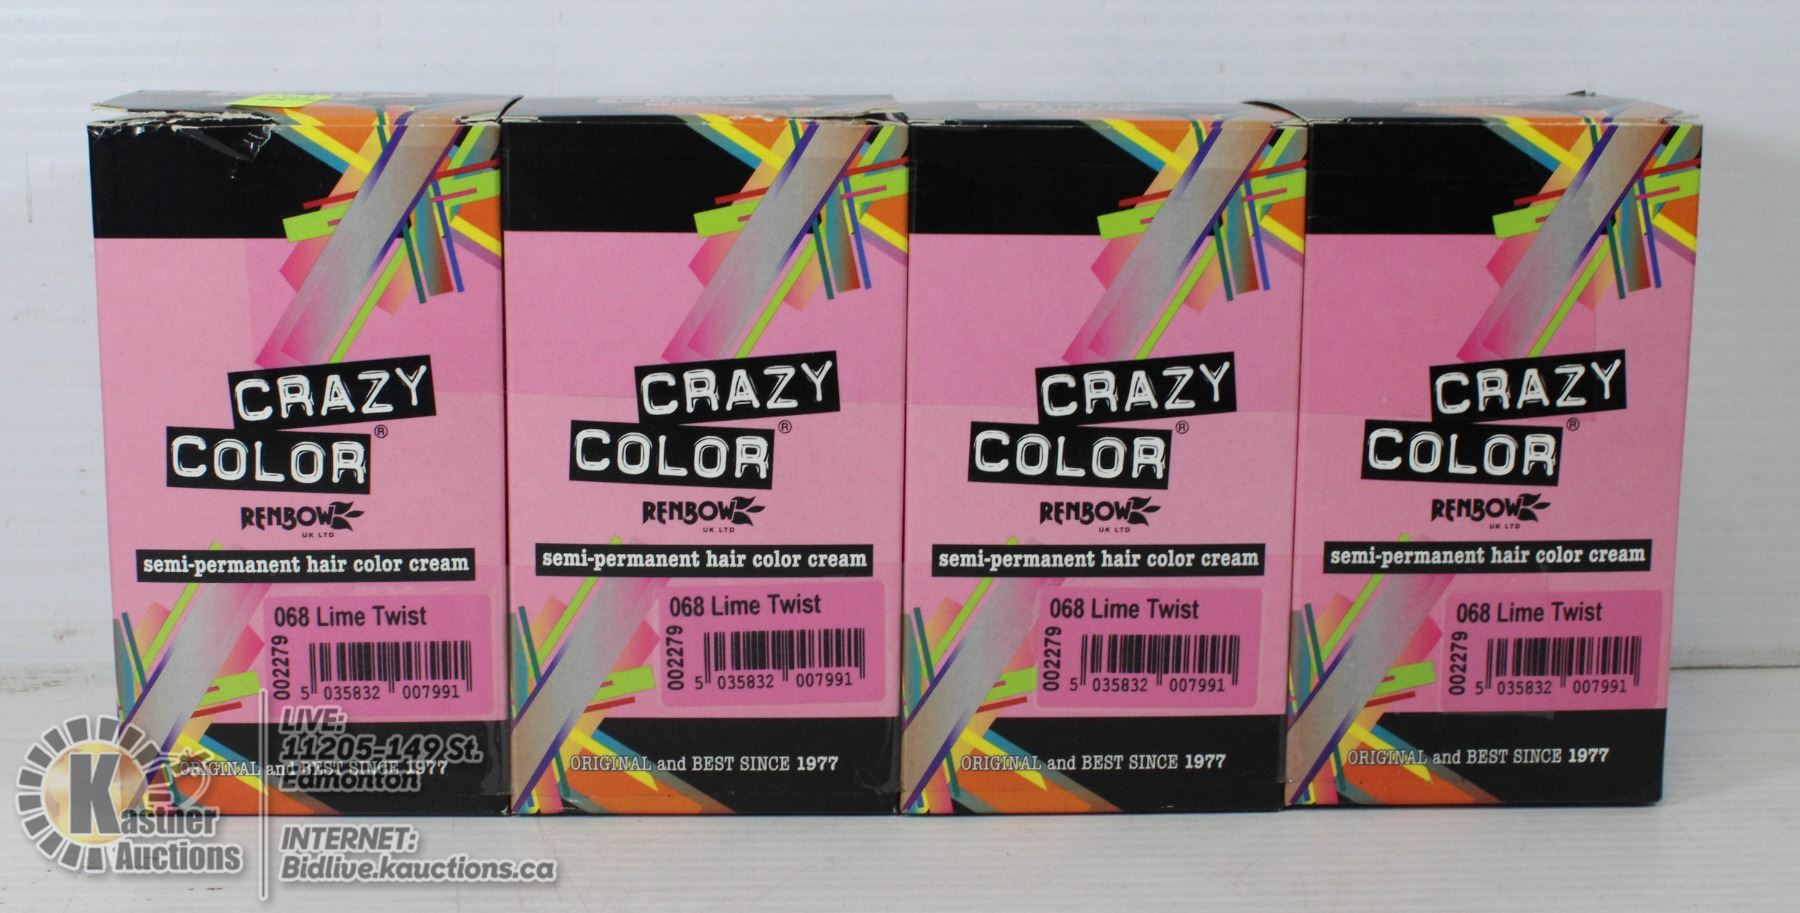 CRAZY
COLOR®
RENBOW
UK LTD
semi-permanent hair color cream
068 Lime Twist
002279
5 035832 007991
ORIGINAL and BEST SINCE 1977
CRAZY
COLOR®
RENBOW
UK LTD
semi-permanent hair color cream
068 Lime Twist
002279
5 035832 007991
ORIGINAL and BEST SINCE 1977
CRAZY
COLOR®
RENBOW
UK LTD
semi-permanent hair color cream
068 Lime Twist
002279
5 035832 007991
ORIGINAL and BEST SINCE 1977
CRAZY
COLOR®
RENBOW
UK LTD
semi-permanent hair color cream
068 Lime Twist
002279
5 035832 007991
ORIGINAL and BEST SINCE 1977
Kastner
Auctions
LIVE:
11205-149 St.
Edmonton
INTERNET:
Bidlive.kauctions.ca